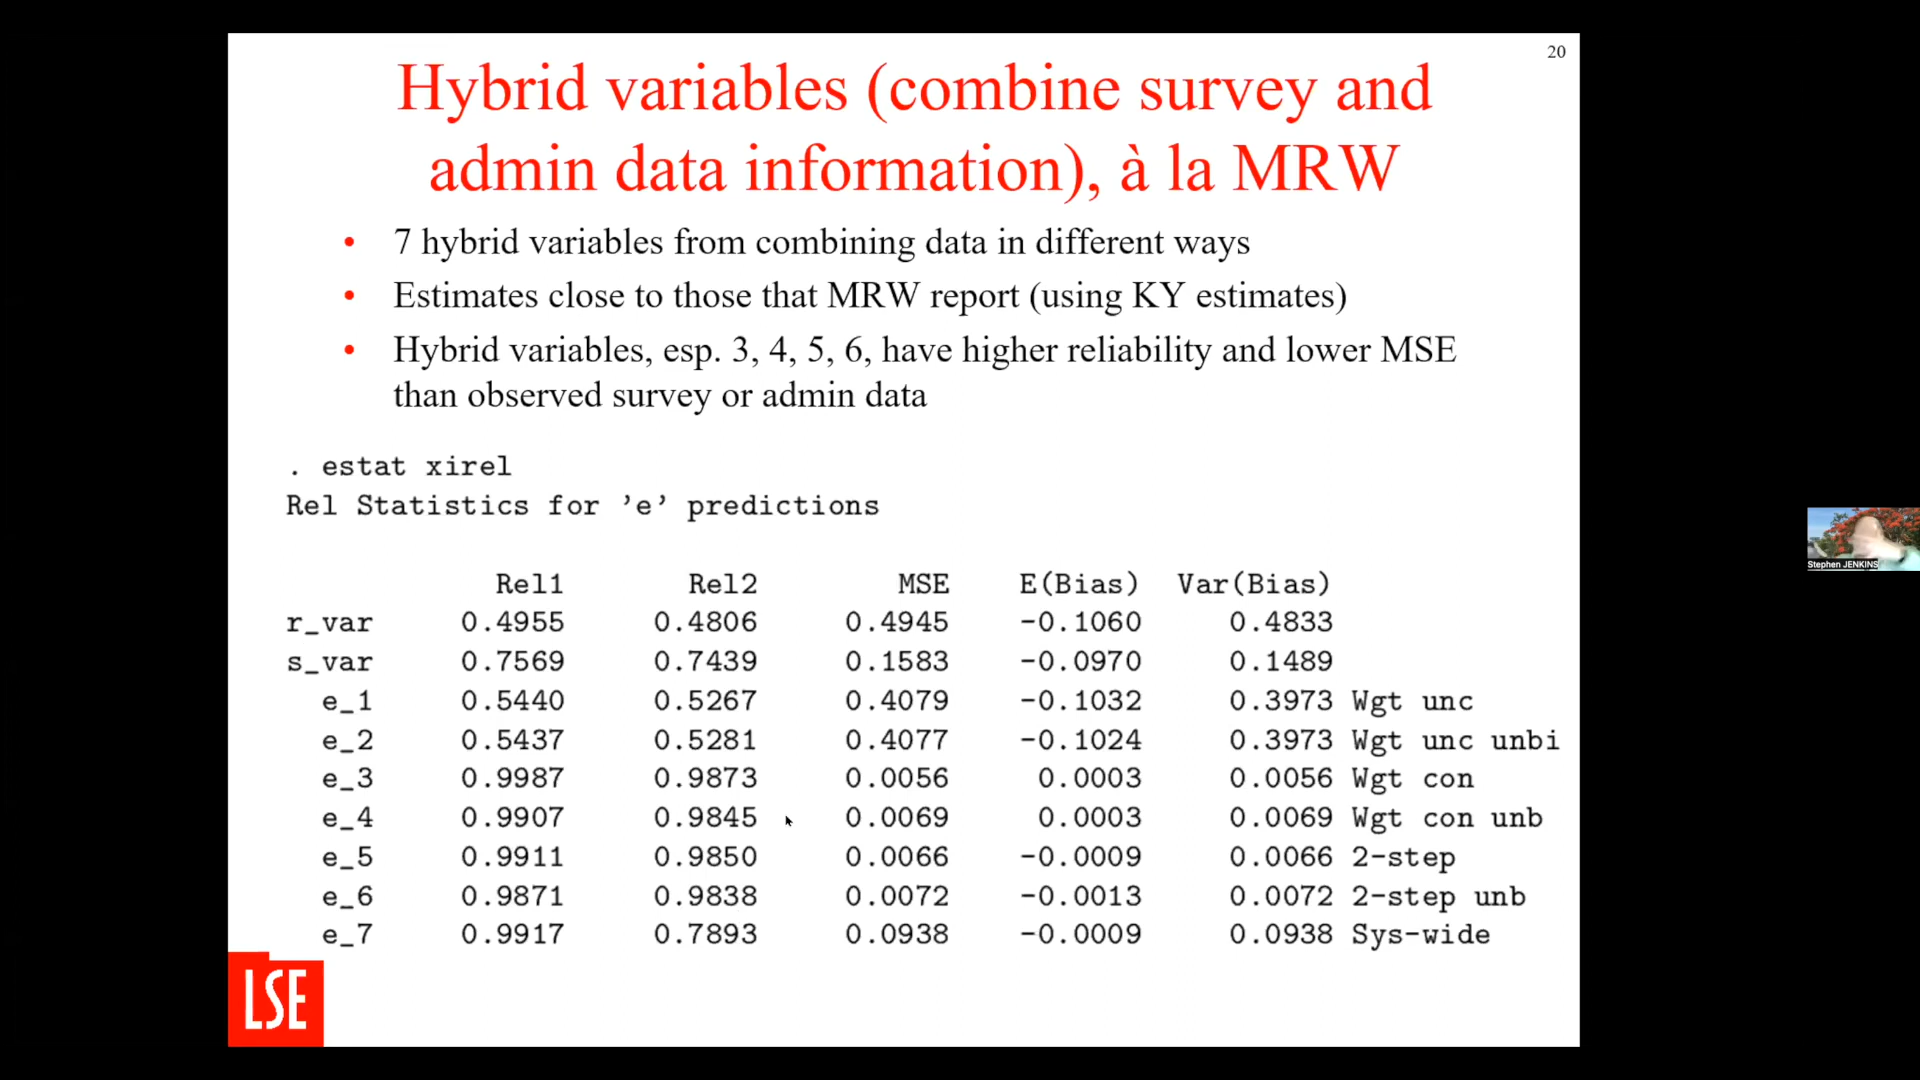 20
Hybrid variables (combine survey and
admin data information), à la MRW
• 7 hybrid variables from combining data in different ways
• Estimates close to those that MRW report (using KY estimates)
• Hybrid variables, esp. 3, 4, 5, 6, have higher reliability and lower MSE
than observed survey or admin data
. estat xirel
Rel Statistics for ’e’ predictions
Rel1 Rel2 MSE E(Bias) Var(Bias)
r_var 0.4955 0.4806 0.4945 -0.1060 0.4833
s_var 0.7569 0.7439 0.1583 -0.0970 0.1489
e_1 0.5440 0.5267 0.4079 -0.1032 0.3973 Wgt unc
e_2 0.5437 0.5281 0.4077 -0.1024 0.3973 Wgt unc unbi
e_3 0.9987 0.9873 0.0056 0.0003 0.0056 Wgt con
e_4 0.9907 0.9845 0.0069 0.0003 0.0069 Wgt con unb
e_5 0.9911 0.9850 0.0066 -0.0009 0.0066 2-step
e_6 0.9871 0.9838 0.0072 -0.0013 0.0072 2-step unb
e_7 0.9917 0.7893 0.0938 -0.0009 0.0938 Sys-wide
LSE
Stephen JENKINS